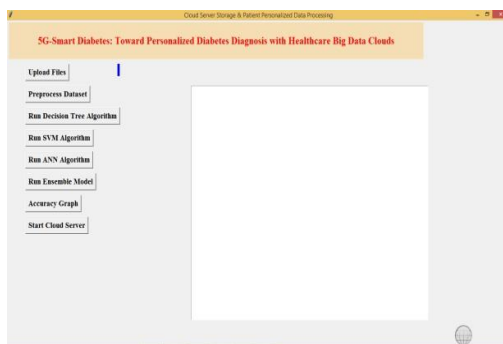 Cloud Server Storage & Patient Personalized Data Processing
5G-Smart Diabetes: Toward Personalized Diabetes Diagnosis with Healthcare Big Data Clouds
Upload Files
Preprocess Dataset
Run Decision Tree Algorithm
Run SVM Algorithm
Run ANN Algorithm
Run Ensemble Model
Accuracy Graph
Start Cloud Server